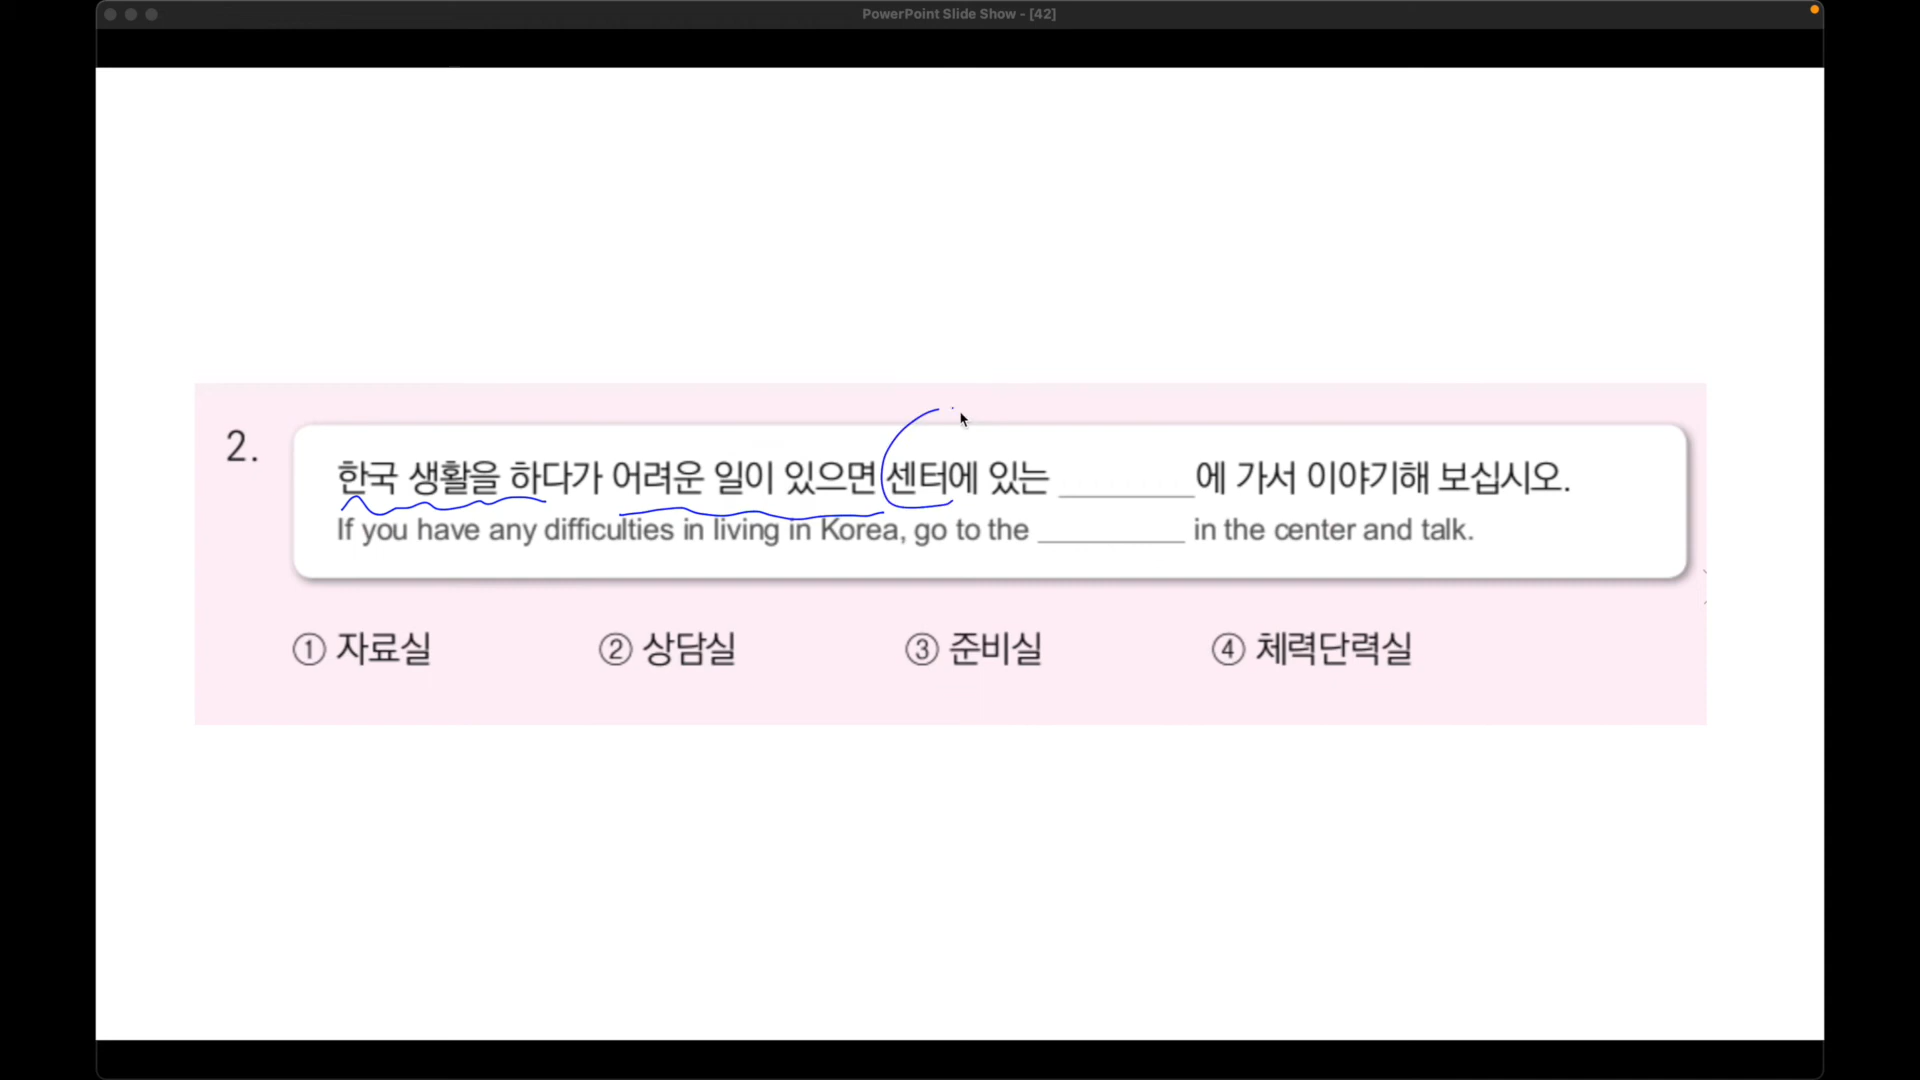 PowerPoint Slide Show - [42]
2.
한국 생활을 하다가 어려운 일이 있으면 센터에 있는 ________에 가서 이야기해 보십시오.
If you have any difficulties in living in Korea, go to the ________ in the center and talk.
① 자료실 ② 상담실 ③ 준비실 ④ 체력단력실